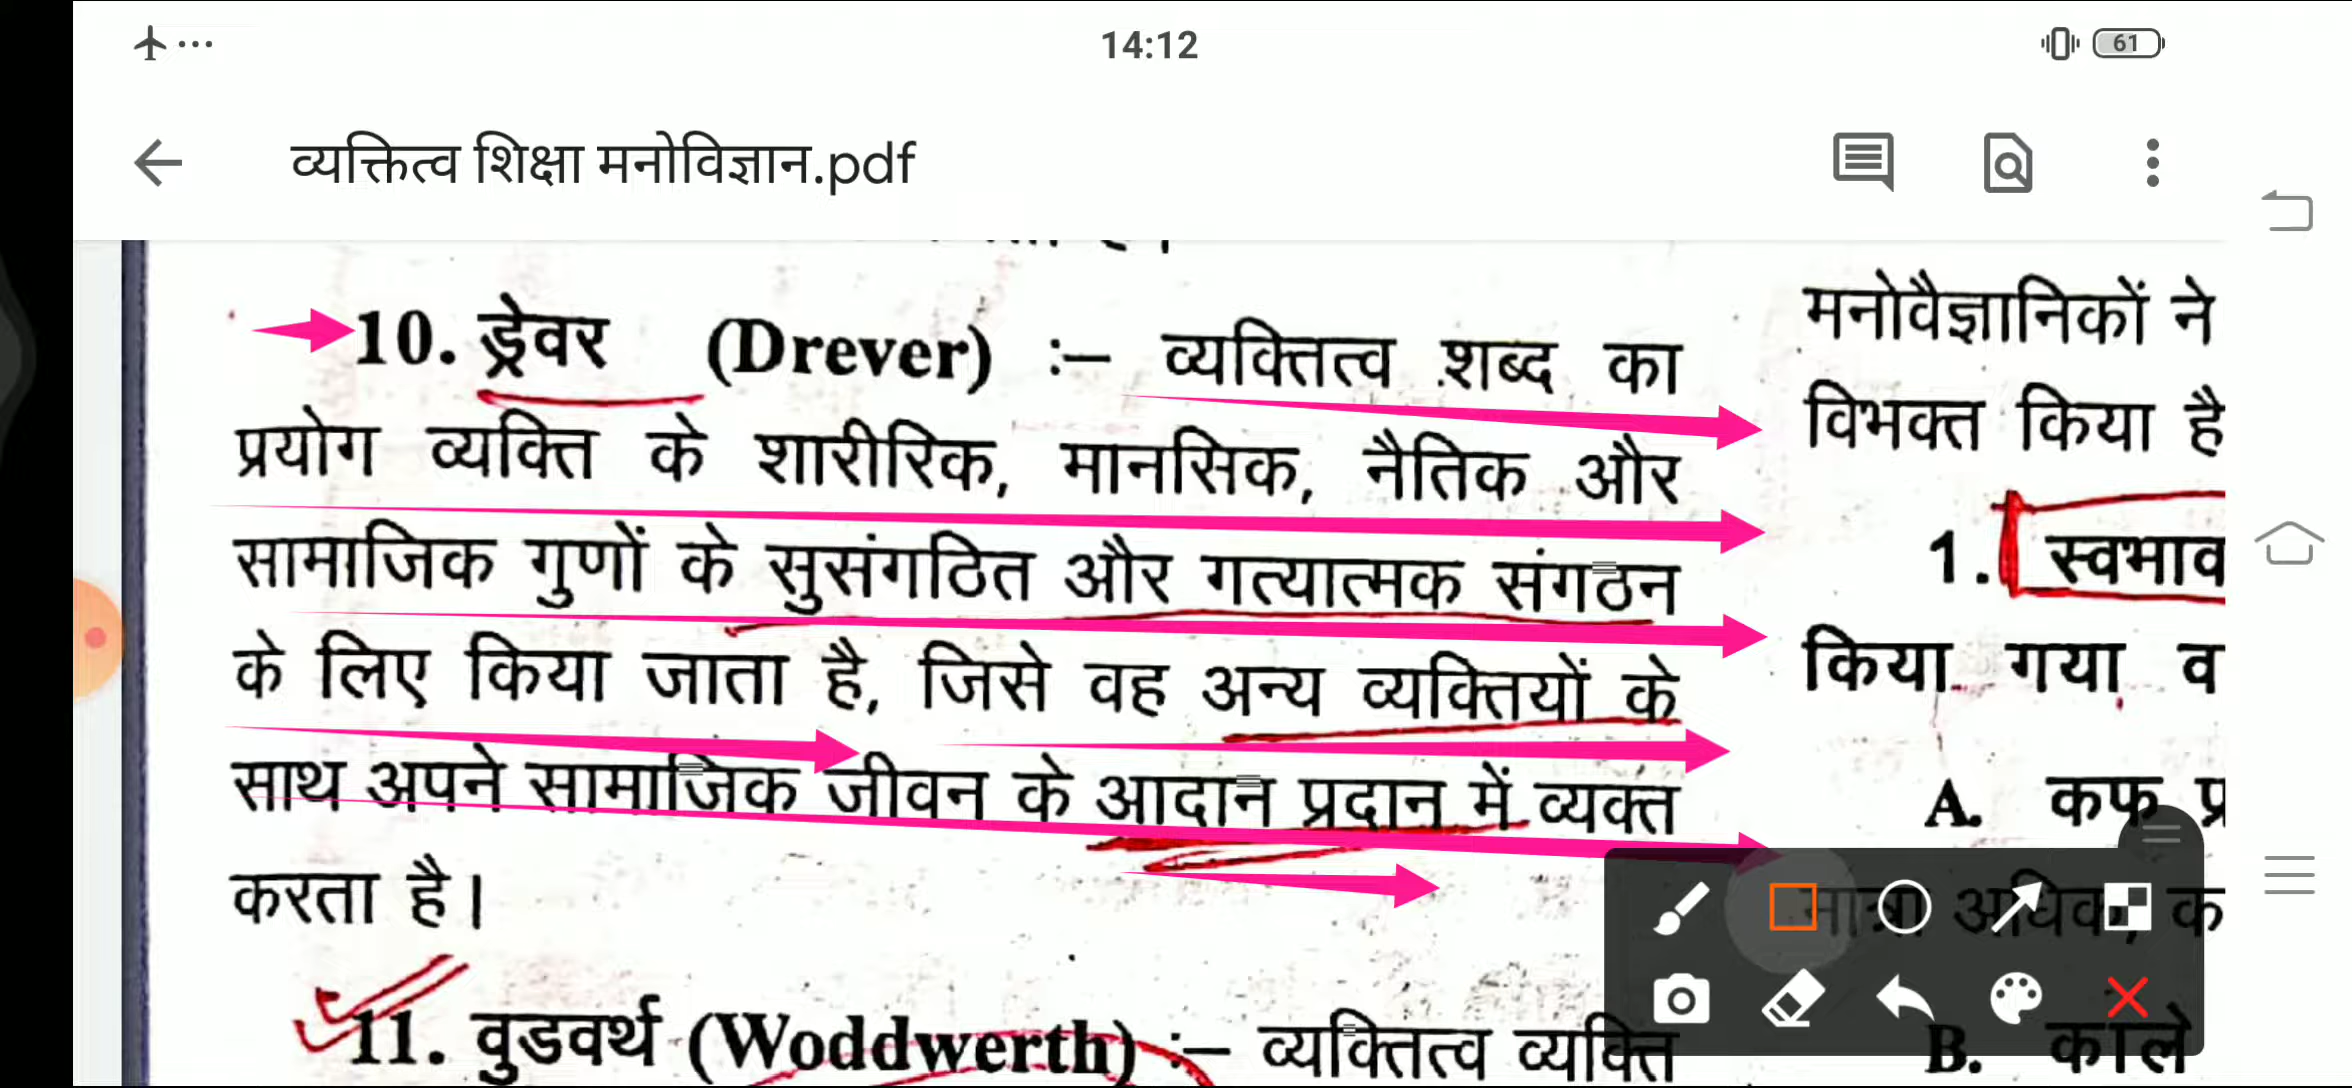 14:12
61
व्यक्तित्व शिक्षा मनोविज्ञान.pdf
10. ड्रेवर (Drever) :– व्यक्तित्व शब्द का
प्रयोग व्यक्ति के शारीरिक, मानसिक, नैतिक और
सामाजिक गुणों के सुसंगठित और गत्यात्मक संगठन
के लिए किया जाता है, जिसे वह अन्य व्यक्तियों के
साथ अपने सामाजिक जीवन के आदान प्रदान में व्यक्त
करता है।
11. वुडवर्थ (Woddwerth) :– व्यक्तित्व व्यक्ति
मनोवैज्ञानिकों ने
विभक्त किया है
1. स्वभाव
किया गया व
A. कफ प्र
मात्रा अधिक, क
B. काले